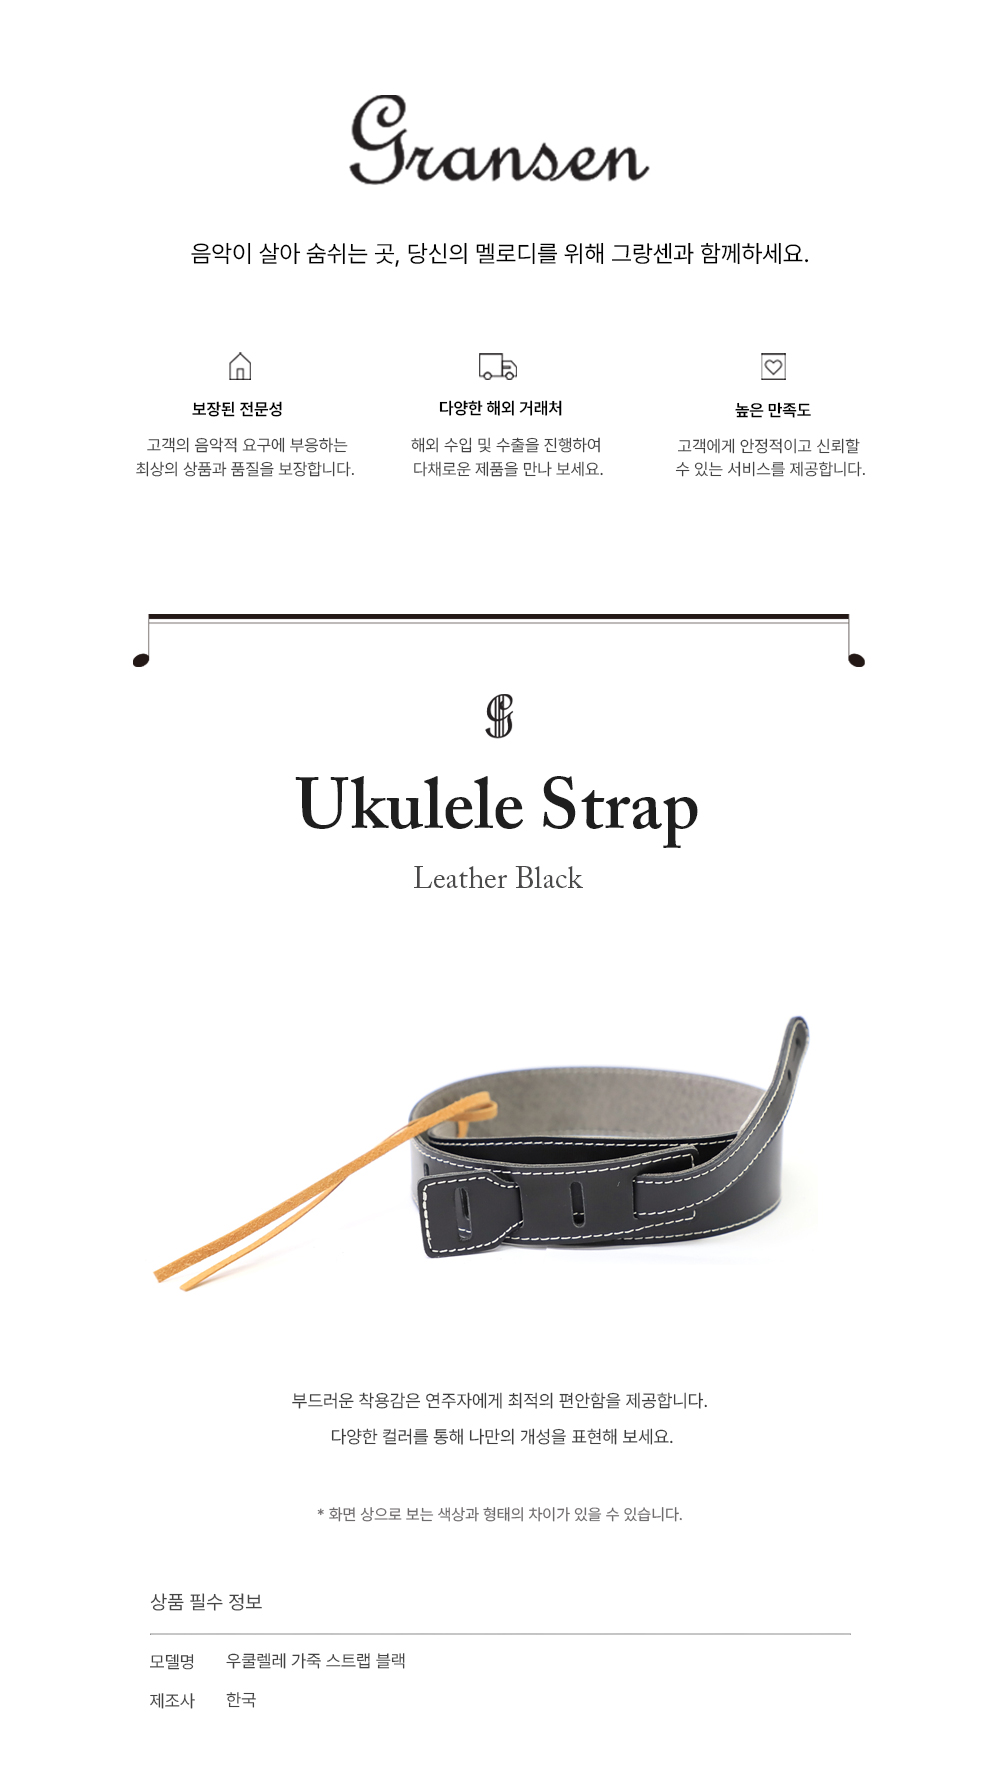 Gransen
음악이 살아 숨쉬는 곳, 당신의 멜로디를 위해 그랑센과 함께하세요.
보장된 전문성
고객의 음악적 요구에 부응하는
최상의 상품과 품질을 보장합니다.
다양한 해외 거래처
해외 수입 및 수출을 진행하여
다채로운 제품을 만나 보세요.
높은 만족도
고객에게 안정적이고 신뢰할
수 있는 서비스를 제공합니다.
Ukulele Strap
Leather Black
부드러운 착용감은 연주자에게 최적의 편안함을 제공합니다.
다양한 컬러를 통해 나만의 개성을 표현해 보세요.
* 화면 상으로 보는 색상과 형태의 차이가 있을 수 있습니다.
상품 필수 정보
모델명 우쿨렐레 가죽 스트랩 블랙
제조사 한국